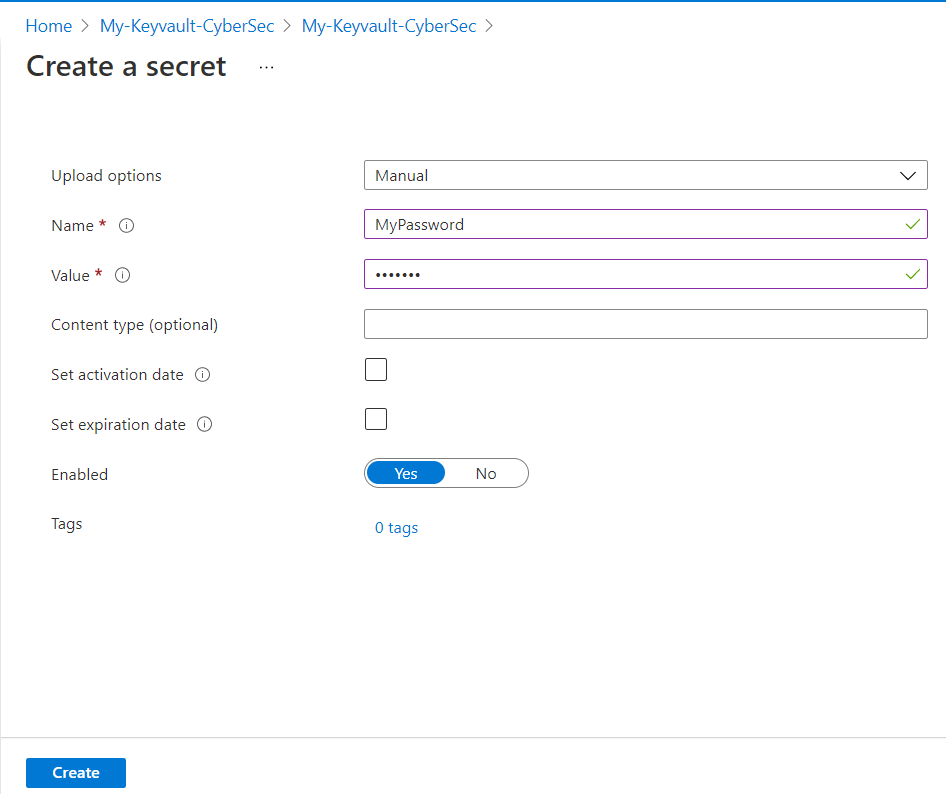 Home > My-Keyvault-CyberSec > My-Keyvault-CyberSec >
Create a secret ...
Upload options Manual
Name * MyPassword
Value * •••••••
Content type (optional)
Set activation date
Set expiration date
Enabled Yes No
Tags 0 tags
Create